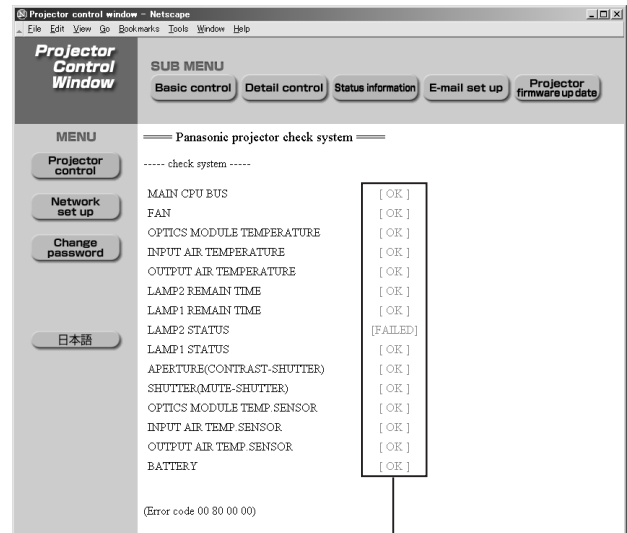 Projector control window - Netscape
File Edit View Go Bookmarks Tools Window Help
Projector
Control
Window
SUB MENU
Basic control Detail control Status information E-mail set up Projector firmware up date
MENU
Projector
control
Network
set up
Change
password
日本語
Panasonic projector check system
----- check system -----
MAIN CPU BUS [ OK ]
FAN [ OK ]
OPTICS MODULE TEMPERATURE [ OK ]
INPUT AIR TEMPERATURE [ OK ]
OUTPUT AIR TEMPERATURE [ OK ]
LAMP2 REMAIN TIME [ OK ]
LAMP1 REMAIN TIME [ OK ]
LAMP2 STATUS [FAILED]
LAMP1 STATUS [ OK ]
APERTURE(CONTRAST-SHUTTER) [ OK ]
SHUTTER(MUTE-SHUTTER) [ OK ]
OPTICS MODULE TEMP.SENSOR [ OK ]
INPUT AIR TEMP.SENSOR [ OK ]
OUTPUT AIR TEMP.SENSOR [ OK ]
BATTERY [ OK ]
(Error code 00 80 00 00)